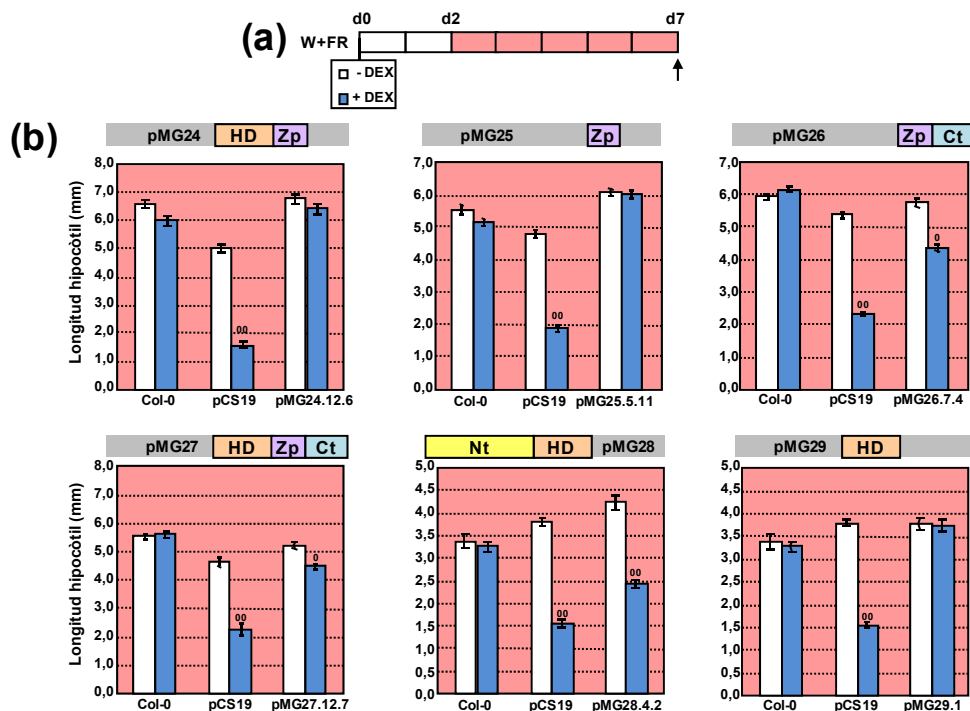 (a)
d0 d2 d7
W+FR
- DEX
+ DEX
(b)
pMG24 HD Zp
Longitud hipocòtil (mm)
8,0
7,0
6,0
5,0
4,0
3,0
2,0
1,0
0,0
oo
Col-0 pCS19 pMG24.12.6
pMG25 Zp
7,0
6,0
5,0
4,0
3,0
2,0
1,0
0,0
oo
Col-0 pCS19 pMG25.5.11
pMG26 Zp Ct
7,0
6,0
5,0
4,0
3,0
2,0
1,0
0,0
oo
o
Col-0 pCS19 pMG26.7.4
pMG27 HD Zp Ct
Longitud hipocòtil (mm)
8,0
7,0
6,0
5,0
4,0
3,0
2,0
1,0
0,0
oo
o
Col-0 pCS19 pMG27.12.7
Nt HD pMG28
5,0
4,5
4,0
3,5
3,0
2,5
2,0
1,5
1,0
0,5
0,0
oo
oo
Col-0 pCS19 pMG28.4.2
pMG29 HD
5,0
4,5
4,0
3,5
3,0
2,5
2,0
1,5
1,0
0,5
0,0
oo
Col-0 pCS19 pMG29.1